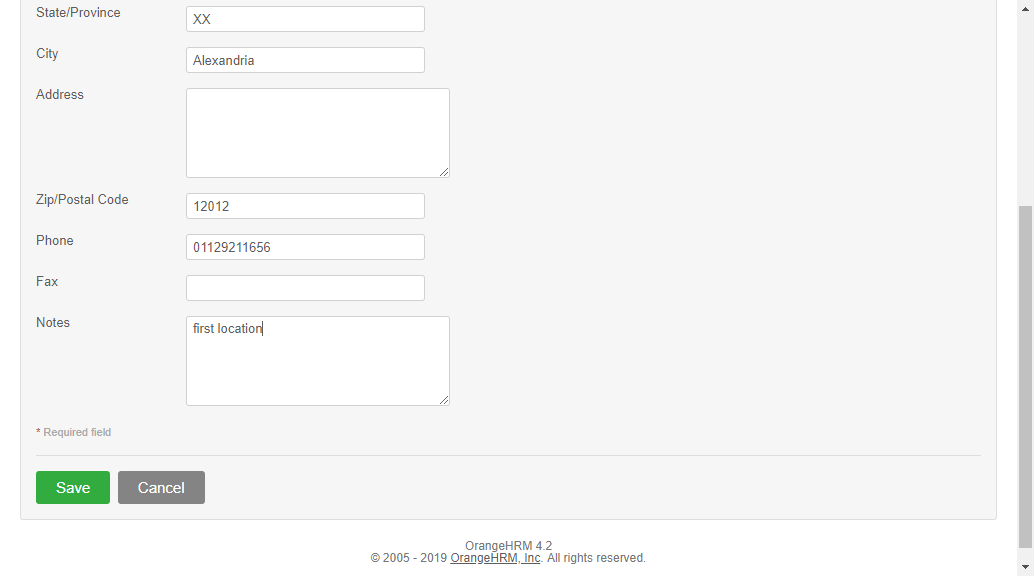 State/Province
XX
City
Alexandria
Address
Zip/Postal Code
12012
Phone
01129211656
Fax
Notes
first location
* Required field
Save Cancel
OrangeHRM 4.2
© 2005 - 2019 OrangeHRM, Inc. All rights reserved.